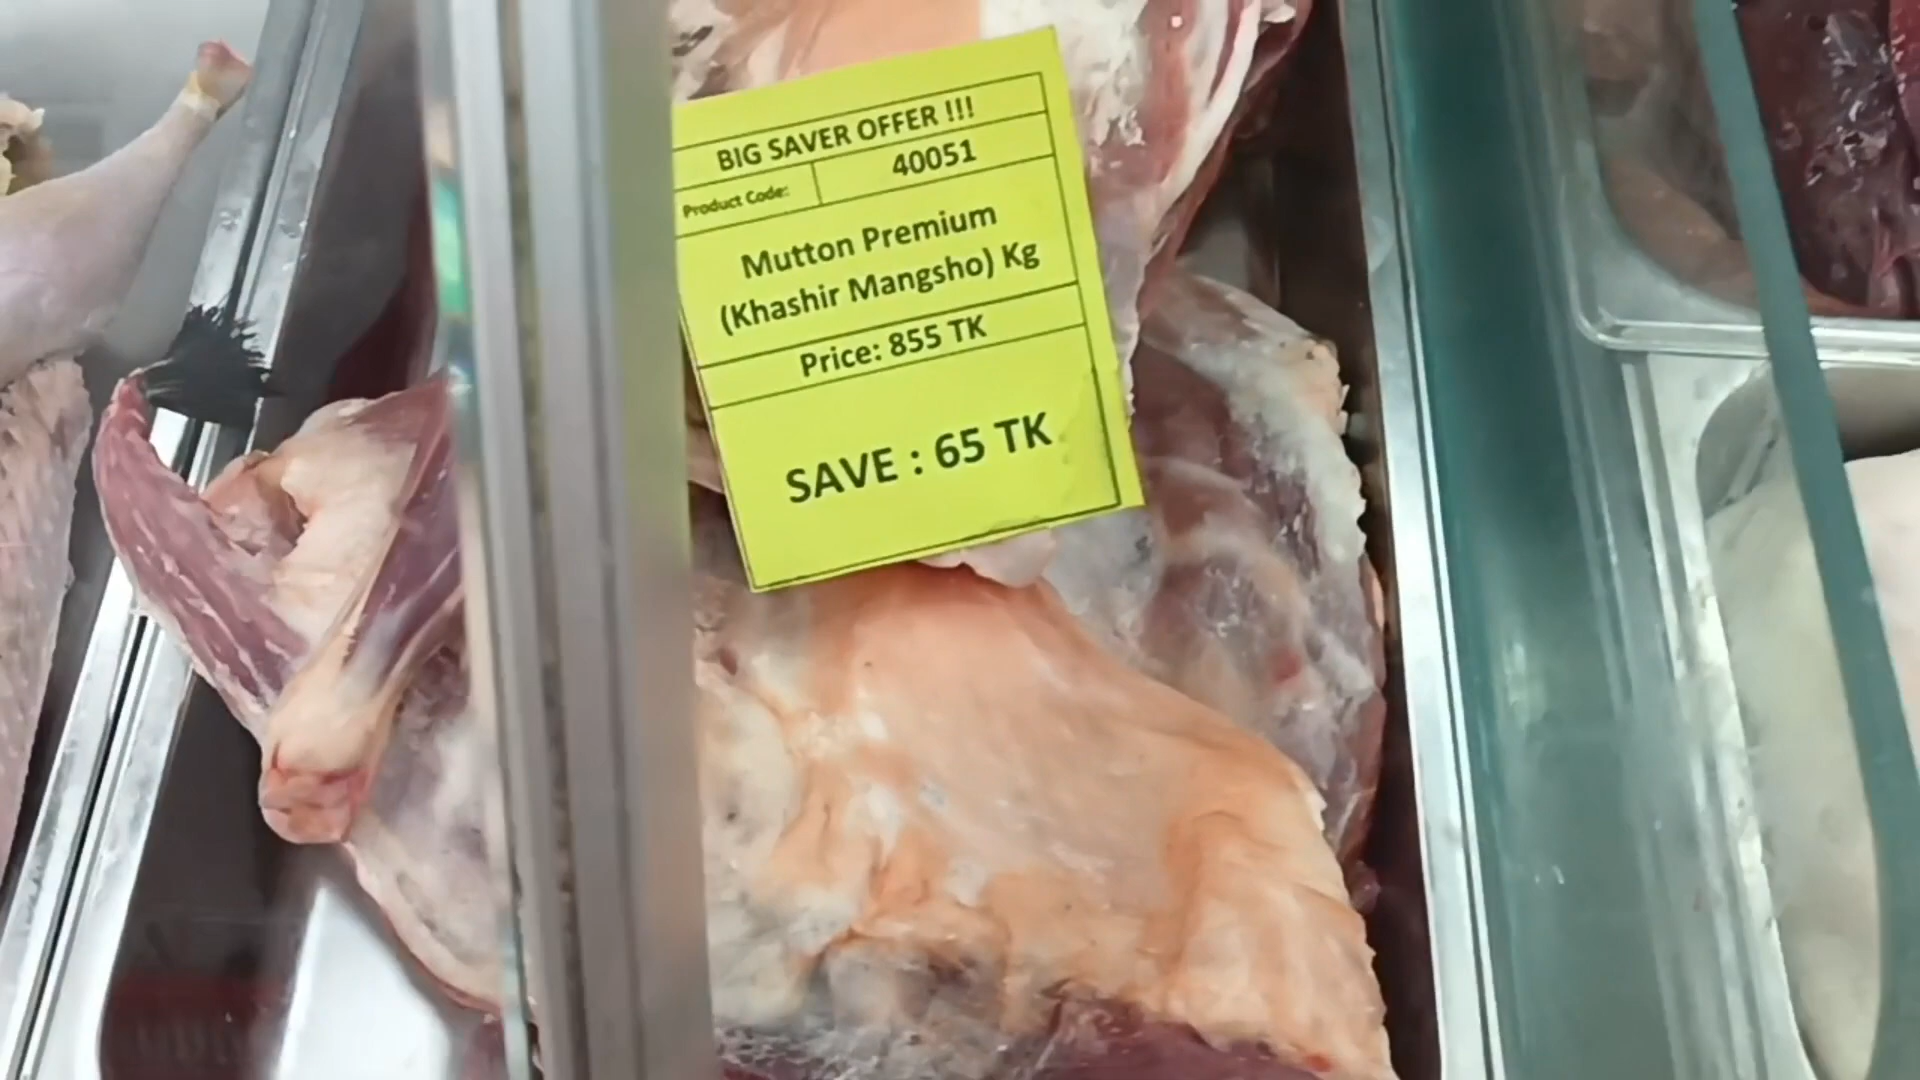 BIG SAVER OFFER !!!
Product Code: 40051
Mutton Premium
(Khashir Mangsho) Kg
Price: 855 TK
SAVE : 65 TK